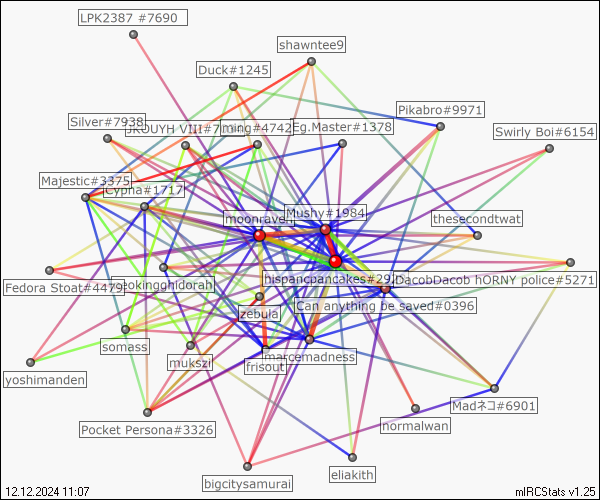 LPK2387 #7690
shawntee9
Duck#1245
Pikabro#9971
Silver#7938
JKOUYH VIII#7
ming#4742
Eg.Master#1378
Swirly Boi#6154
Majestic#3375
Cypha#1717
moonraven
Mushy#1984
thesecondtwat
Fedora Stoat#4479
eokingghidorah
hispanicpancakes#29
DacobDacob hORNY police#5271
Can anything be saved#0396
zebula
somass
marcemadness
mukszi
frisout
yoshimanden
Madネコ#6901
Pocket Persona#3326
normalwan
bigcitysamurai
eliakith
12.12.2024 11:07
mIRCStats v1.25